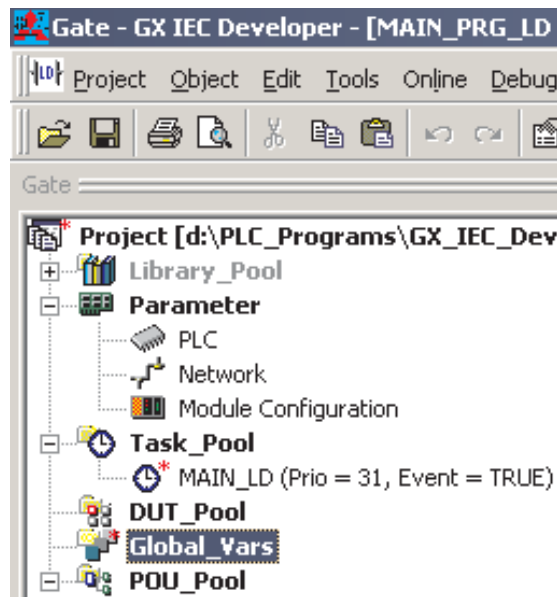 Gate - GX IEC Developer - [MAIN_PRG_LD
LD Project Object Edit Tools Online Debug
Gate
Project [d:\PLC_Programs\GX_IEC_Dev
Library_Pool
Parameter
PLC
Network
Module Configuration
Task_Pool
MAIN_LD (Prio = 31, Event = TRUE)
DUT_Pool
Global_Vars
POU_Pool